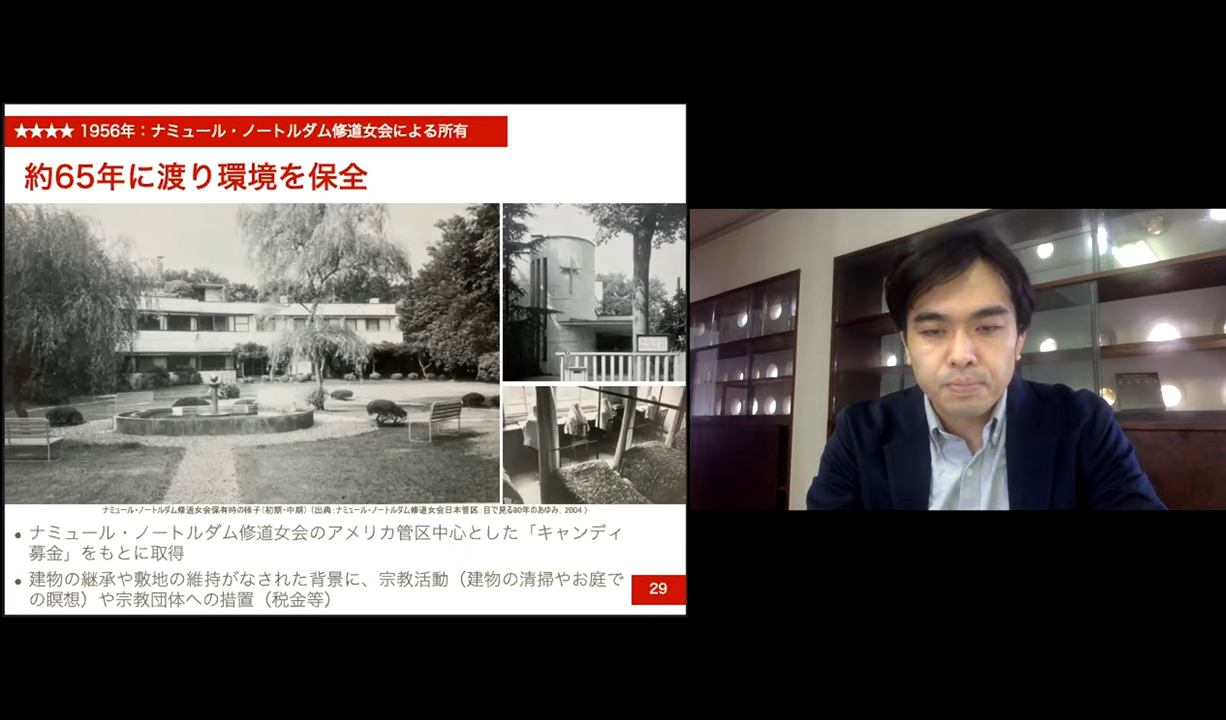 ★★★★ 1956年：ナミュール・ノートルダム修道女会による所有
約65年に渡り環境を保全
ナミュール・ノートルダム修道女会保有時の様子（初期・中期）（出典：ナミュール・ノートルダム修道女会日本管区：目で見る80年のあゆみ, 2004 ）
• ナミュール・ノートルダム修道女会のアメリカ管区中心とした「キャンディ
募金」をもとに取得
• 建物の継承や敷地の維持がなされた背景に、宗教活動（建物の清掃やお庭で
の瞑想）や宗教団体への措置（税金等）
29